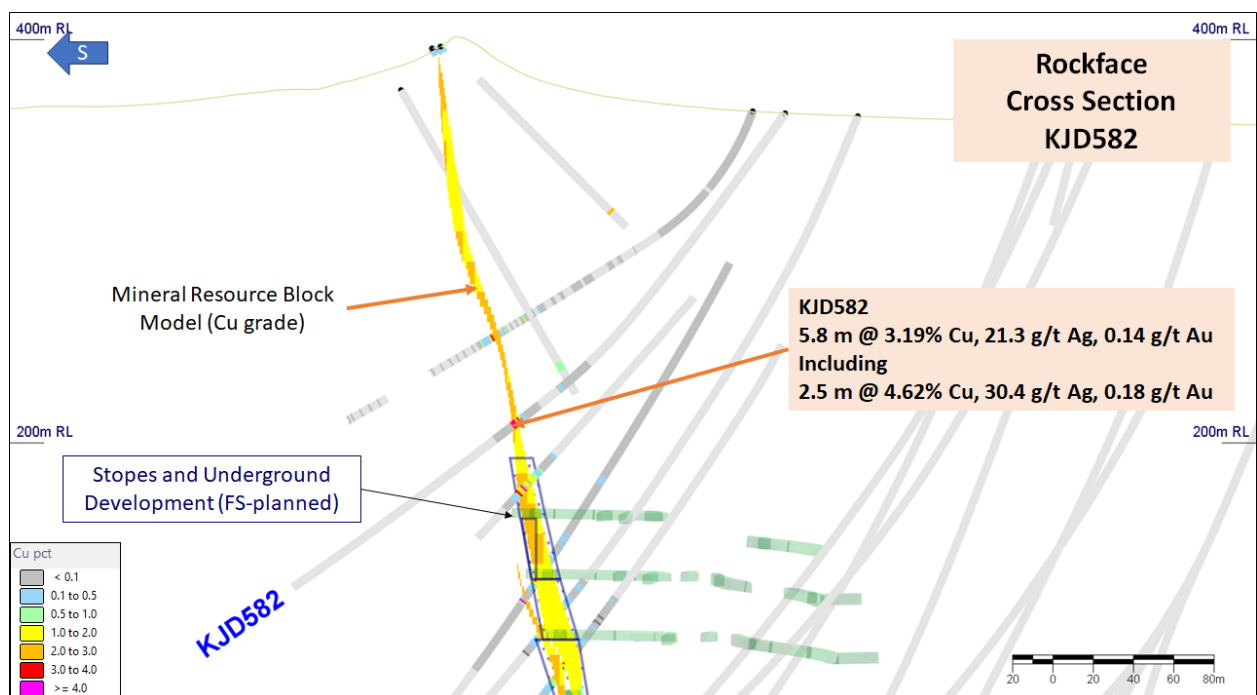 400m RL
400m RL
S
Rockface
Cross Section
KJD582
Mineral Resource Block
Model (Cu grade)
KJD582
5.8 m @ 3.19% Cu, 21.3 g/t Ag, 0.14 g/t Au
Including
2.5 m @ 4.62% Cu, 30.4 g/t Ag, 0.18 g/t Au
200m RL
200m RL
Stopes and Underground
Development (FS-planned)
KJD582
Cu pct
< 0.1
0.1 to 0.5
0.5 to 1.0
1.0 to 2.0
2.0 to 3.0
3.0 to 4.0
>= 4.0
20 0 20 40 60 80m